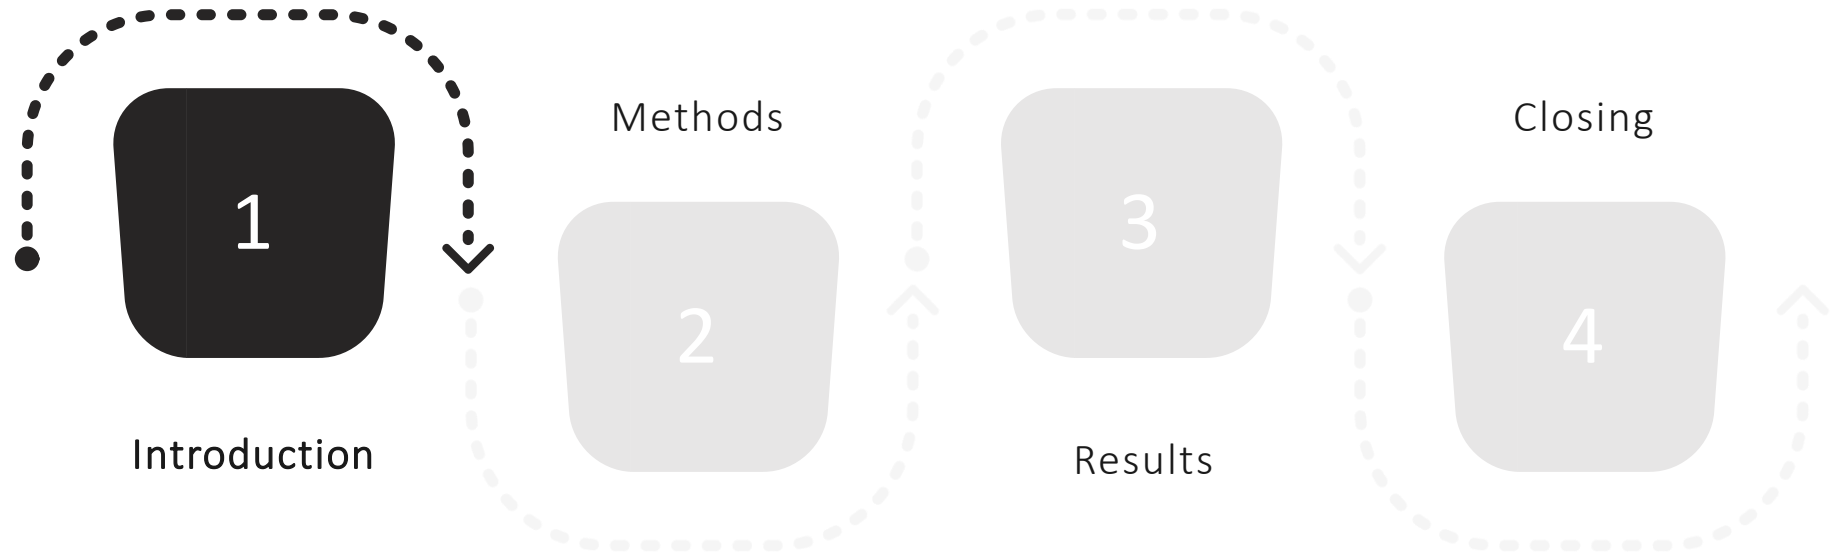 1
Introduction
Methods
2
3
Results
Closing
4